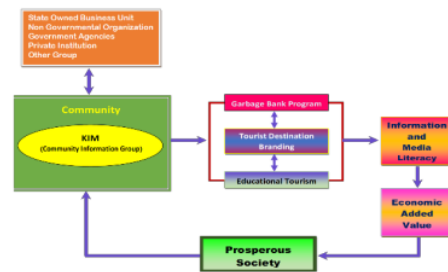 State Owned Business Unit
Non Governmental Organization
Government Agencies
Private Institution
Other Group
Community
KIM
(Community Information Group)
Garbage Bank Program
Tourist Destination
Branding
Educational Tourism
Information
and
Media
Literacy
Economic
Added
Value
Prosperous
Society